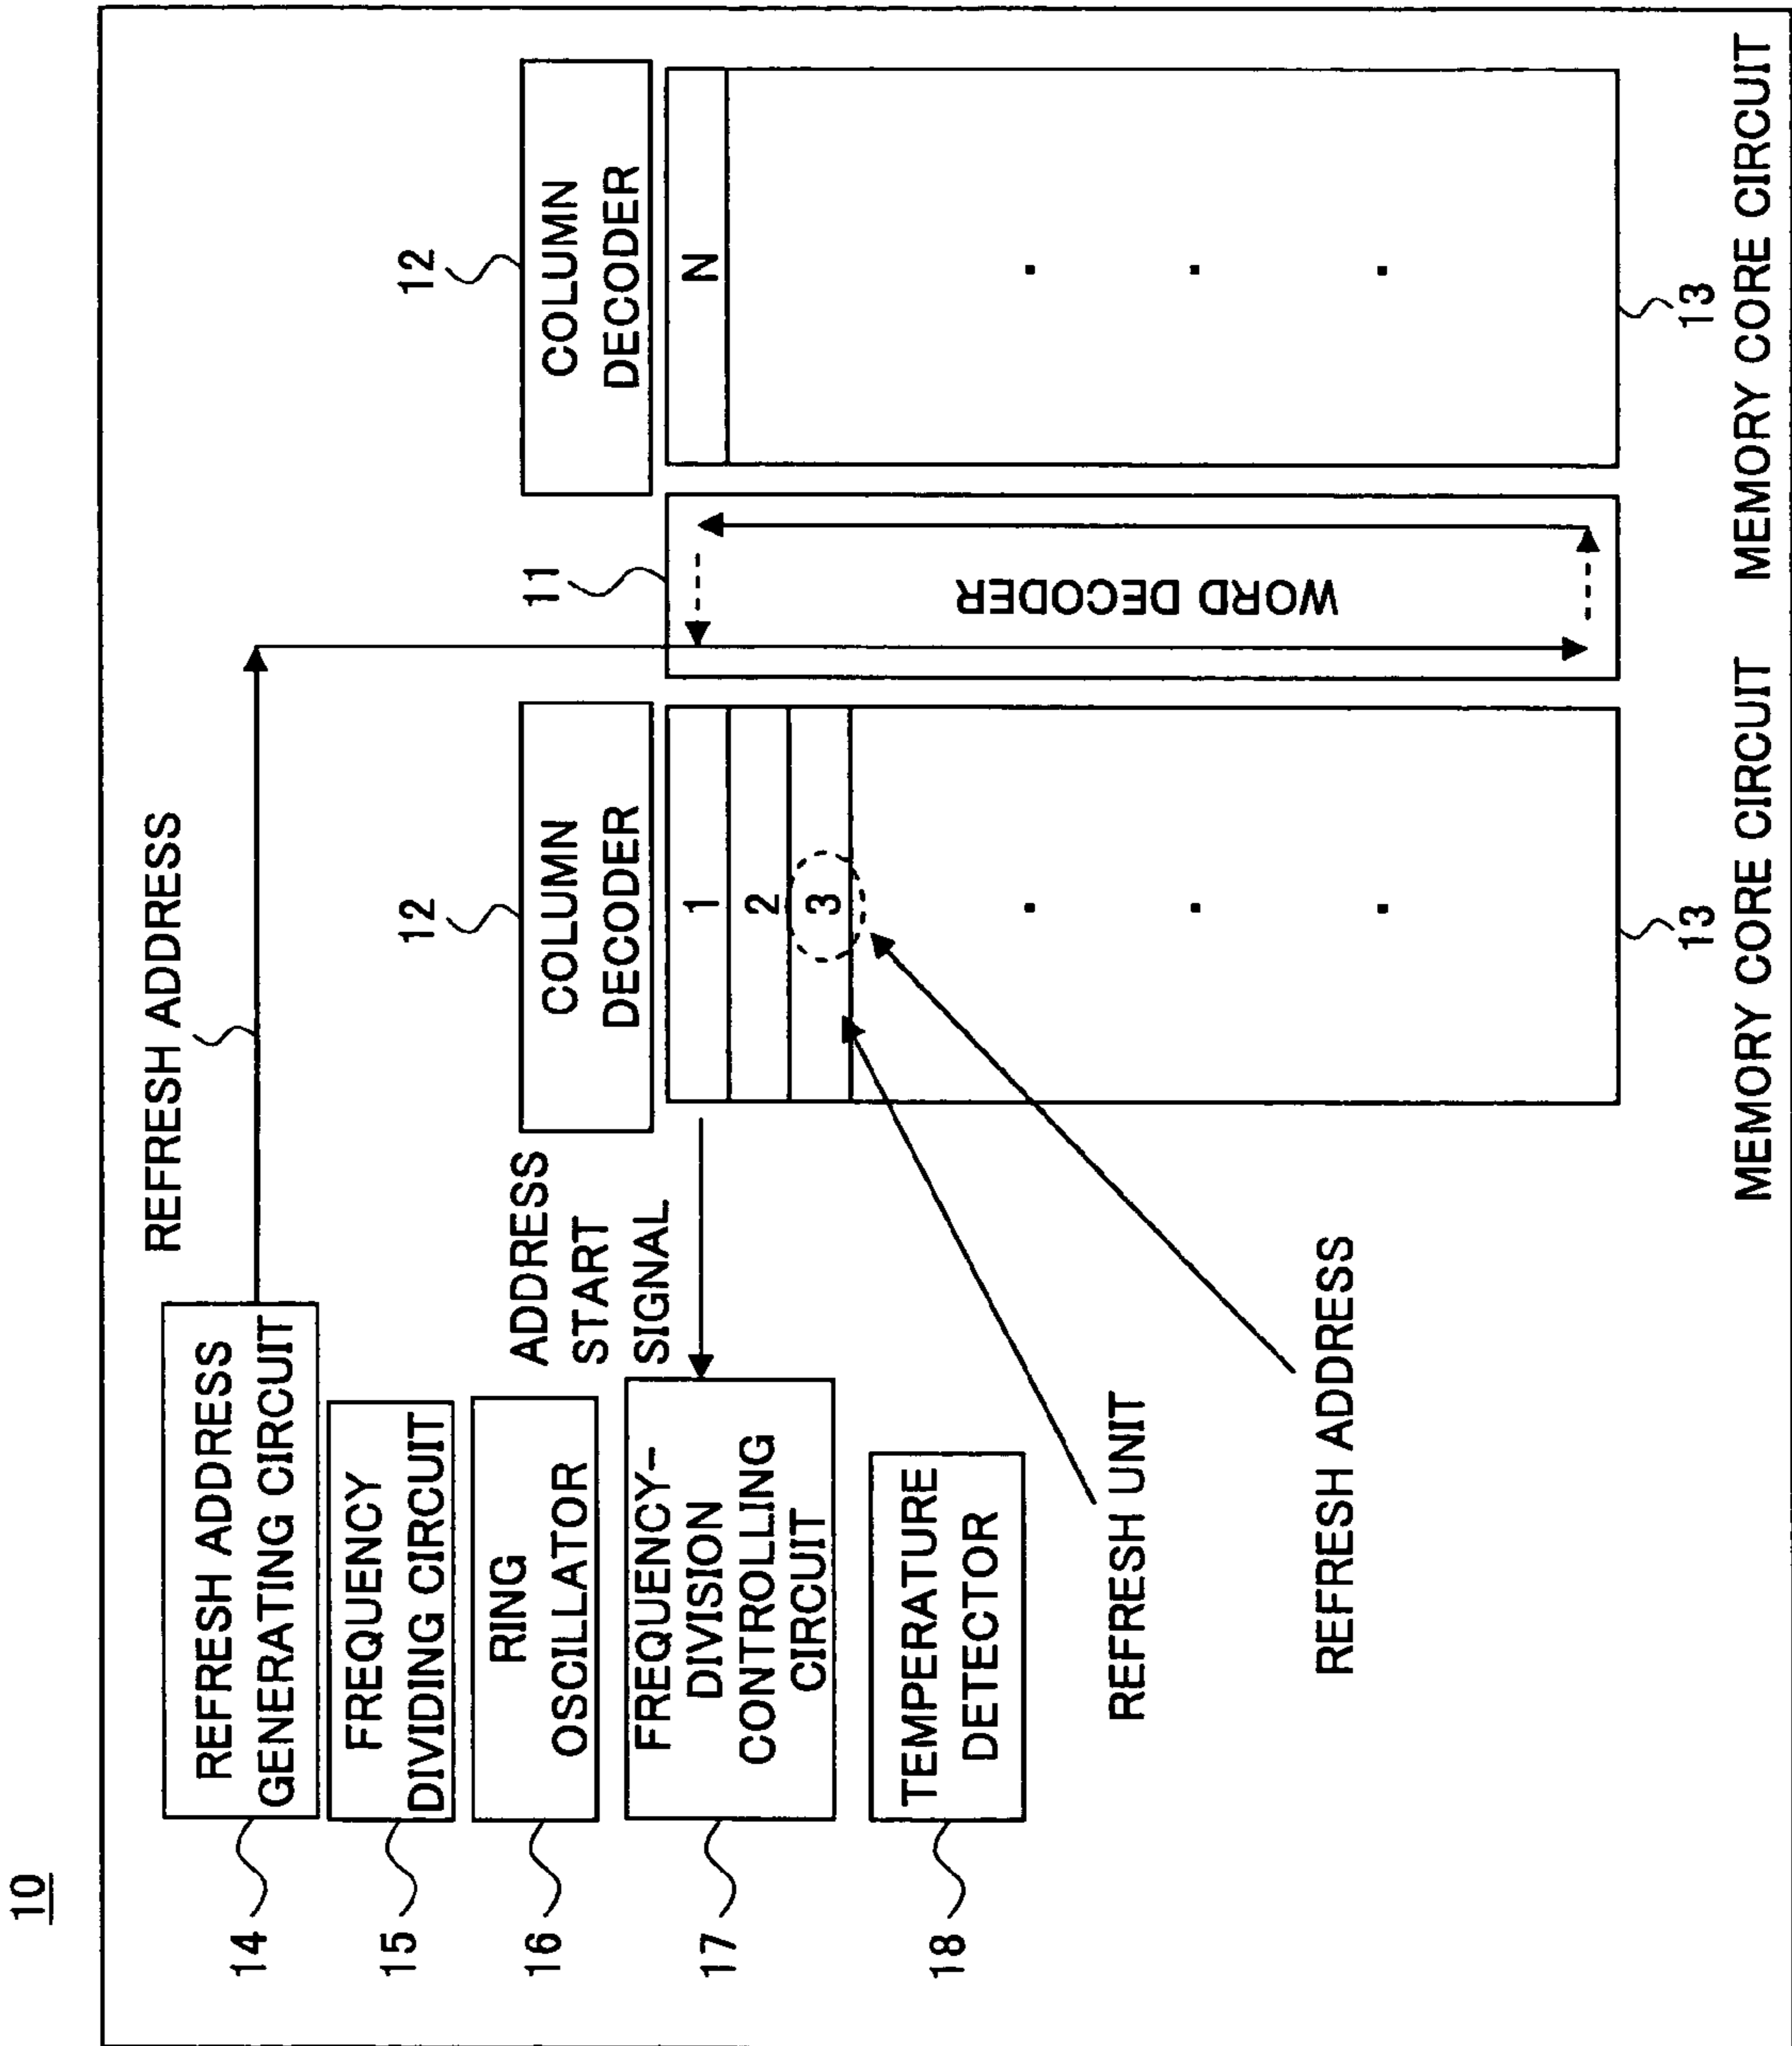 10
14
REFRESH ADDRESS
GENERATING CIRCUIT
REFRESH ADDRESS
15
FREQUENCY
DIVIDING CIRCUIT
16
RING
OSCILLATOR
17
FREQUENCY-
DIVISION
CONTROLLING
CIRCUIT
ADDRESS
START
SIGNAL
18
TEMPERATURE
DETECTOR
REFRESH UNIT
REFRESH ADDRESS
12
COLUMN
DECODER
1
2
3
13
MEMORY CORE CIRCUIT
11
WORD DECODER
12
COLUMN
DECODER
N
13
MEMORY CORE CIRCUIT